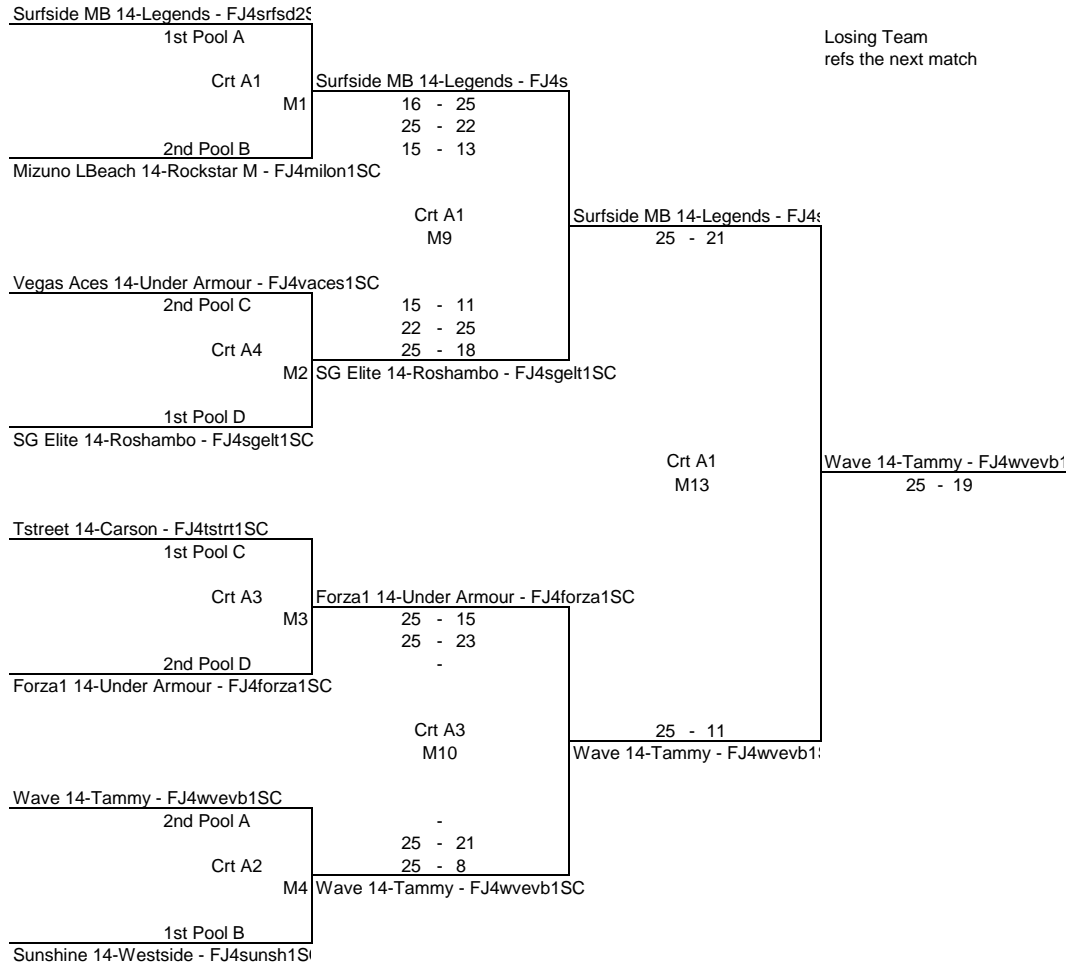 Surfside MB 14-Legends - FJ4srfsd2S
1st Pool A
Losing Team
refs the next match
Crt A1
Surfside MB 14-Legends - FJ4s
M1
16 - 25
25 - 22
2nd Pool B
15 - 13
Mizuno LBeach 14-Rockstar M - FJ4milon1SC
Crt A1
Surfside MB 14-Legends - FJ4s
M9
25 - 21
Vegas Aces 14-Under Armour - FJ4vaces1SC
2nd Pool C
15 - 11
22 - 25
Crt A4
25 - 18
M2
SG Elite 14-Roshambo - FJ4sgelt1SC
1st Pool D
SG Elite 14-Roshambo - FJ4sgelt1SC
Crt A1
Wave 14-Tammy - FJ4wvevb1
M13
25 - 19
Tstreet 14-Carson - FJ4tstrt1SC
1st Pool C
Crt A3
Forza1 14-Under Armour - FJ4forza1SC
M3
25 - 15
25 - 23
2nd Pool D
-
Forza1 14-Under Armour - FJ4forza1SC
Crt A3
25 - 11
M10
Wave 14-Tammy - FJ4wvevb1S
Wave 14-Tammy - FJ4wvevb1SC
2nd Pool A
-
25 - 21
Crt A2
25 - 8
M4
Wave 14-Tammy - FJ4wvevb1SC
1st Pool B
Sunshine 14-Westside - FJ4sunsh1S